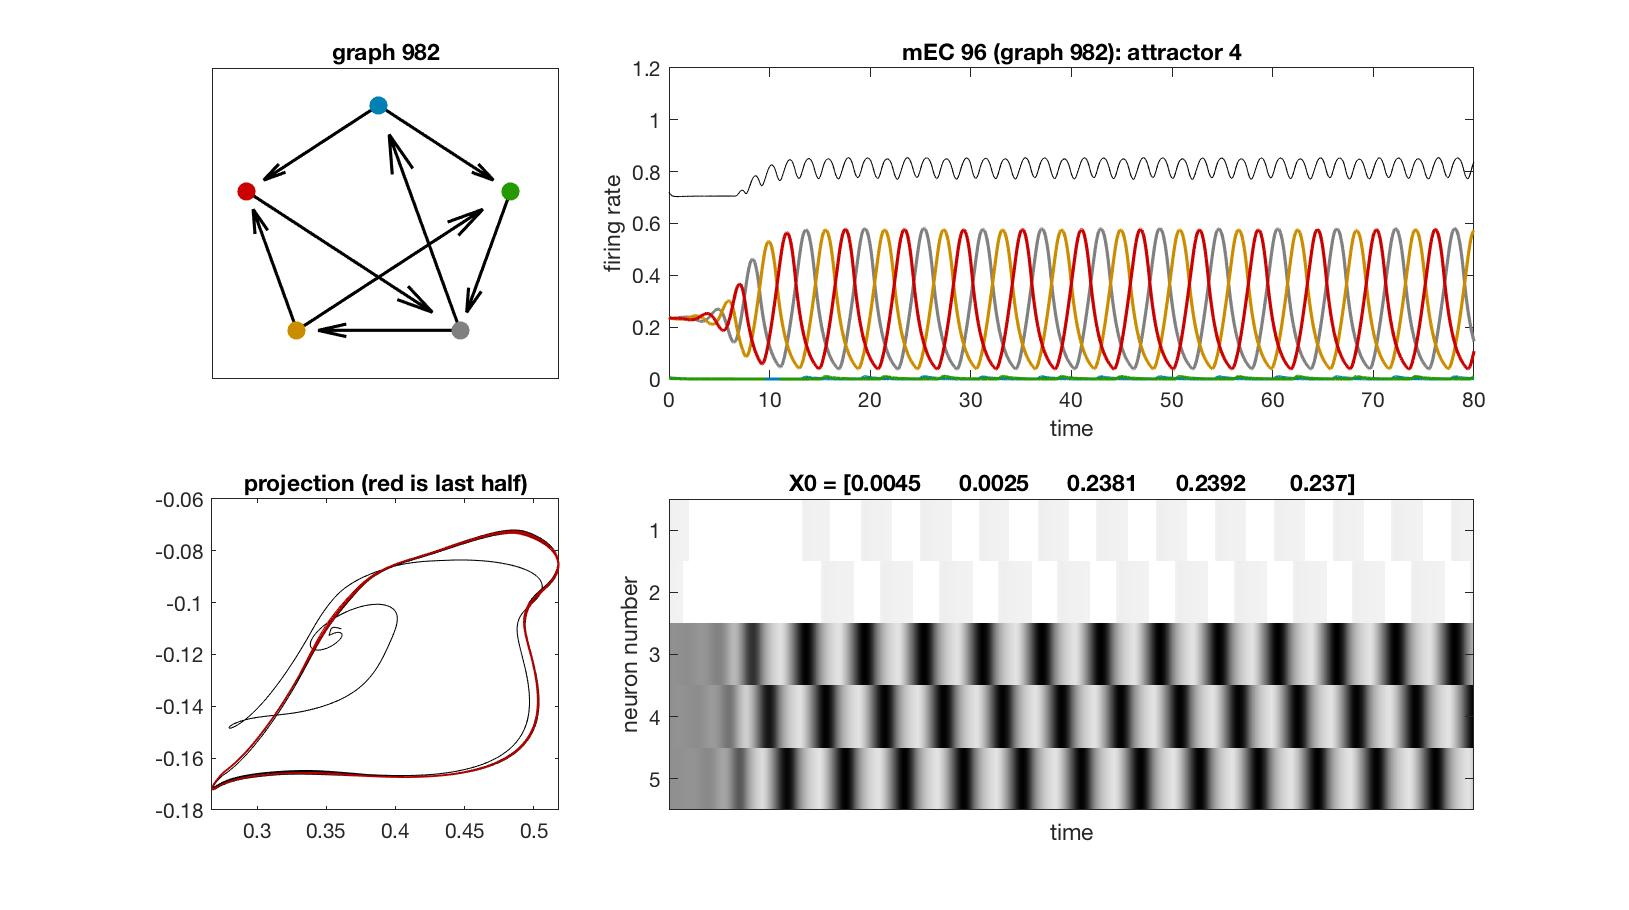 graph 982
mEC 96 (graph 982): attractor 4
1.2
1
0.8
0.6
0.4
0.2
0
firing rate
0 10 20 30 40 50 60 70 80
time
projection (red is last half)
-0.06
-0.08
-0.1
-0.12
-0.14
-0.16
-0.18
0.3 0.35 0.4 0.45 0.5
X0 = [0.0045 0.0025 0.2381 0.2392 0.237]
neuron number
1
2
3
4
5
time